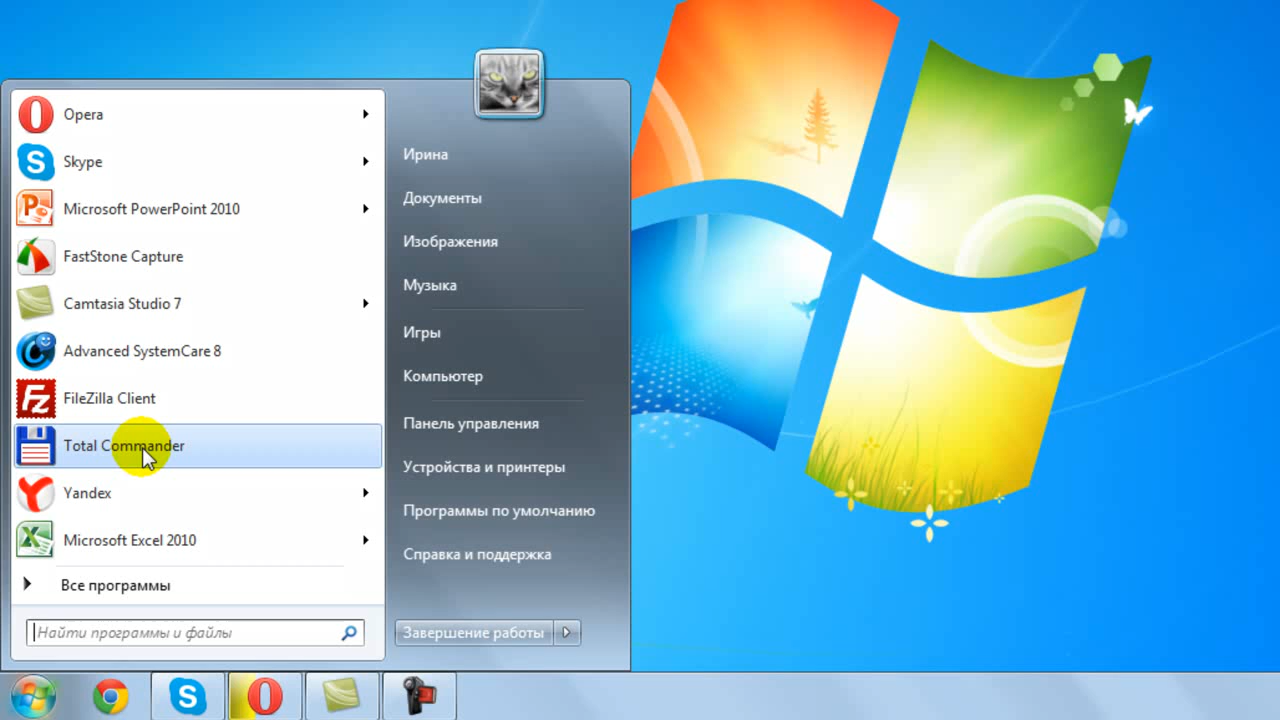 Opera
Skype
Microsoft PowerPoint 2010
FastStone Capture
Camtasia Studio 7
Advanced SystemCare 8
FileZilla Client
Total Commander
Yandex
Microsoft Excel 2010
Все программы
Найти программы и файлы
Ирина
Документы
Изображения
Музыка
Игры
Компьютер
Панель управления
Устройства и принтеры
Программы по умолчанию
Справка и поддержка
Завершение работы